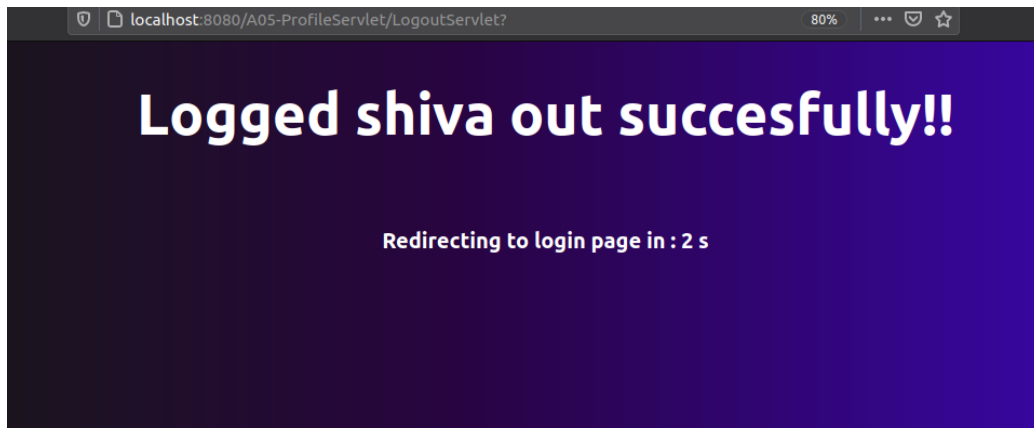 localhost:8080/A05-ProfileServlet/LogoutServlet? 80%
Logged shiva out succesfully!!
Redirecting to login page in : 2 s